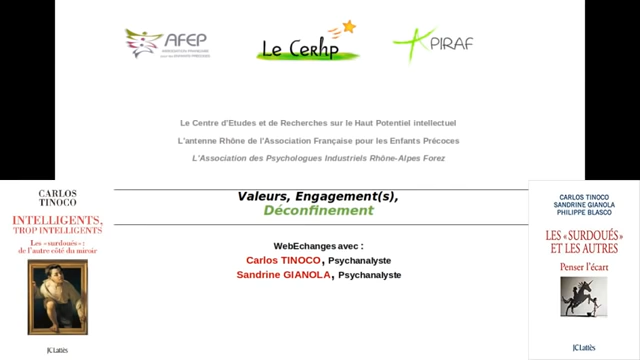 AFEP
ASSOCIATION FRANÇAISE
POUR LES ENFANTS PRÉCOCES
Le Cerhp
APIRAF
Le Centre d'Etudes et de Recherches sur le Haut Potentiel intellectuel
L'antenne Rhône de l'Association Française pour les Enfants Précoces
L'Association des Psychologues Industriels Rhône-Alpes Forez
Valeurs, Engagement(s),
Déconfinement
WebEchanges avec :
Carlos TINOCO, Psychanalyste
Sandrine GIANOLA, Psychanalyste
CARLOS
TINOCO
INTELLIGENTS,
TROP INTELLIGENTS
Les « surdoués » :
de l'autre côté du miroir
JC Lattès
CARLOS TINOCO
SANDRINE GIANOLA
PHILIPPE BLASCO
LES « SURDOUÉS »
ET LES AUTRES
Penser l'écart
JC Lattès